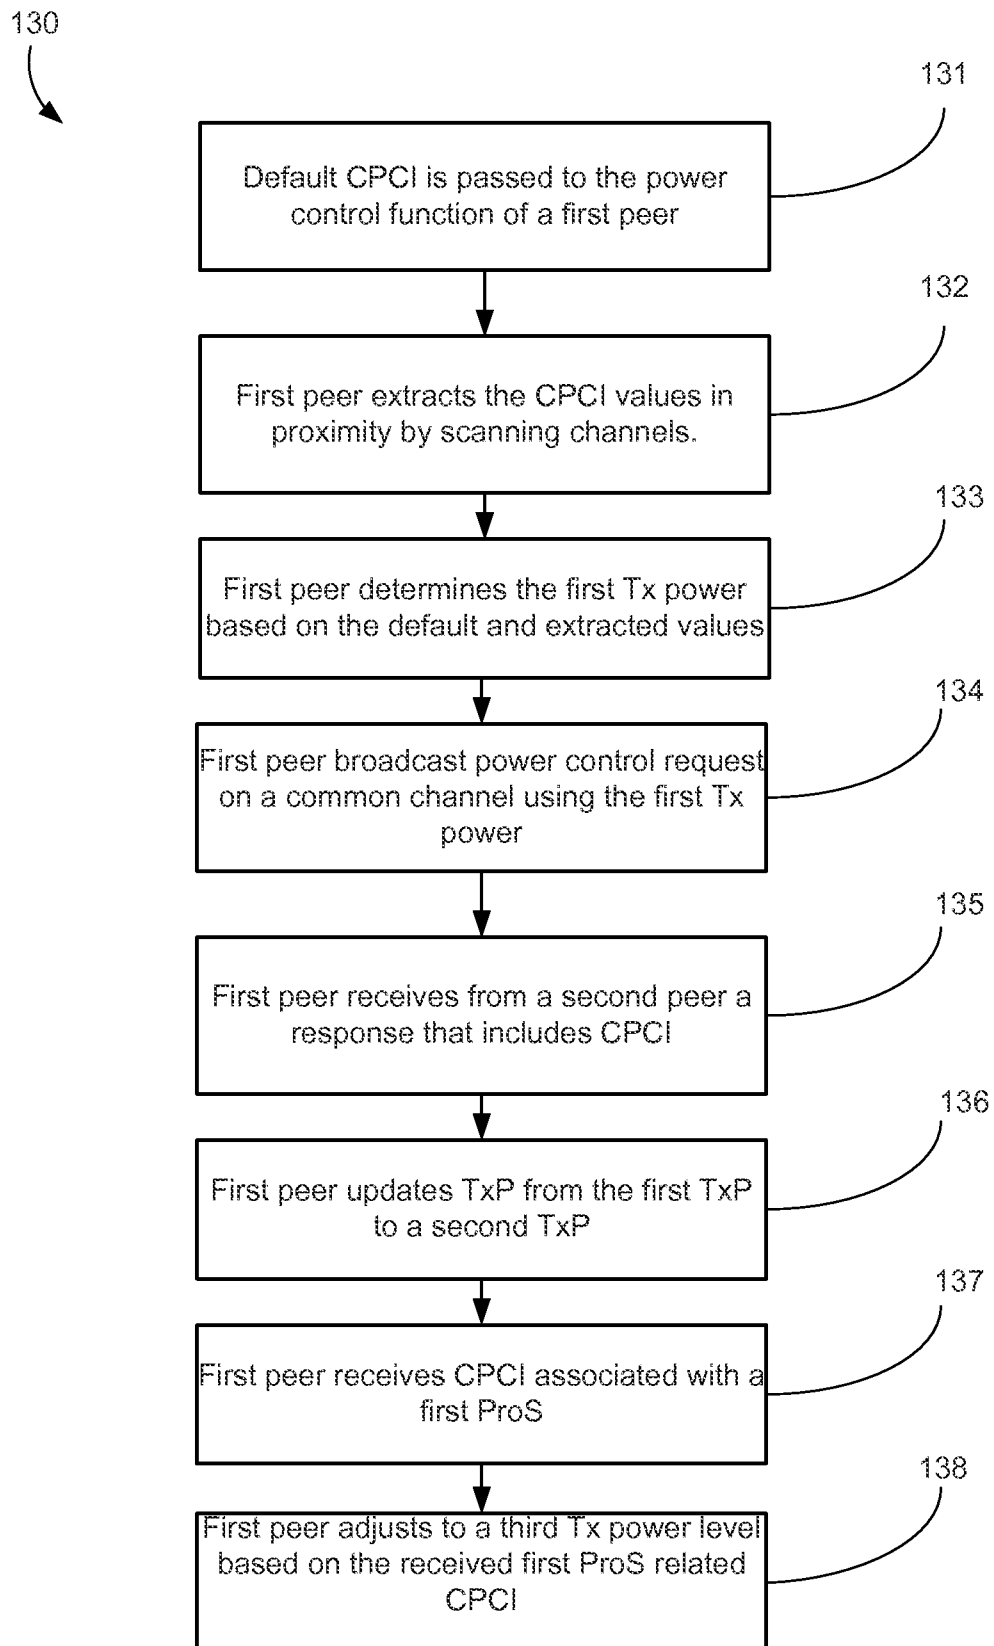 130
131
Default CPCI is passed to the power
control function of a first peer
132
First peer extracts the CPCI values in
proximity by scanning channels.
133
First peer determines the first Tx power
based on the default and extracted values
134
First peer broadcast power control request
on a common channel using the first Tx
power
135
First peer receives from a second peer a
response that includes CPCI
136
First peer updates TxP from the first TxP
to a second TxP
137
First peer receives CPCI associated with a
first ProS
138
First peer adjusts to a third Tx power level
based on the received first ProS related
CPCI